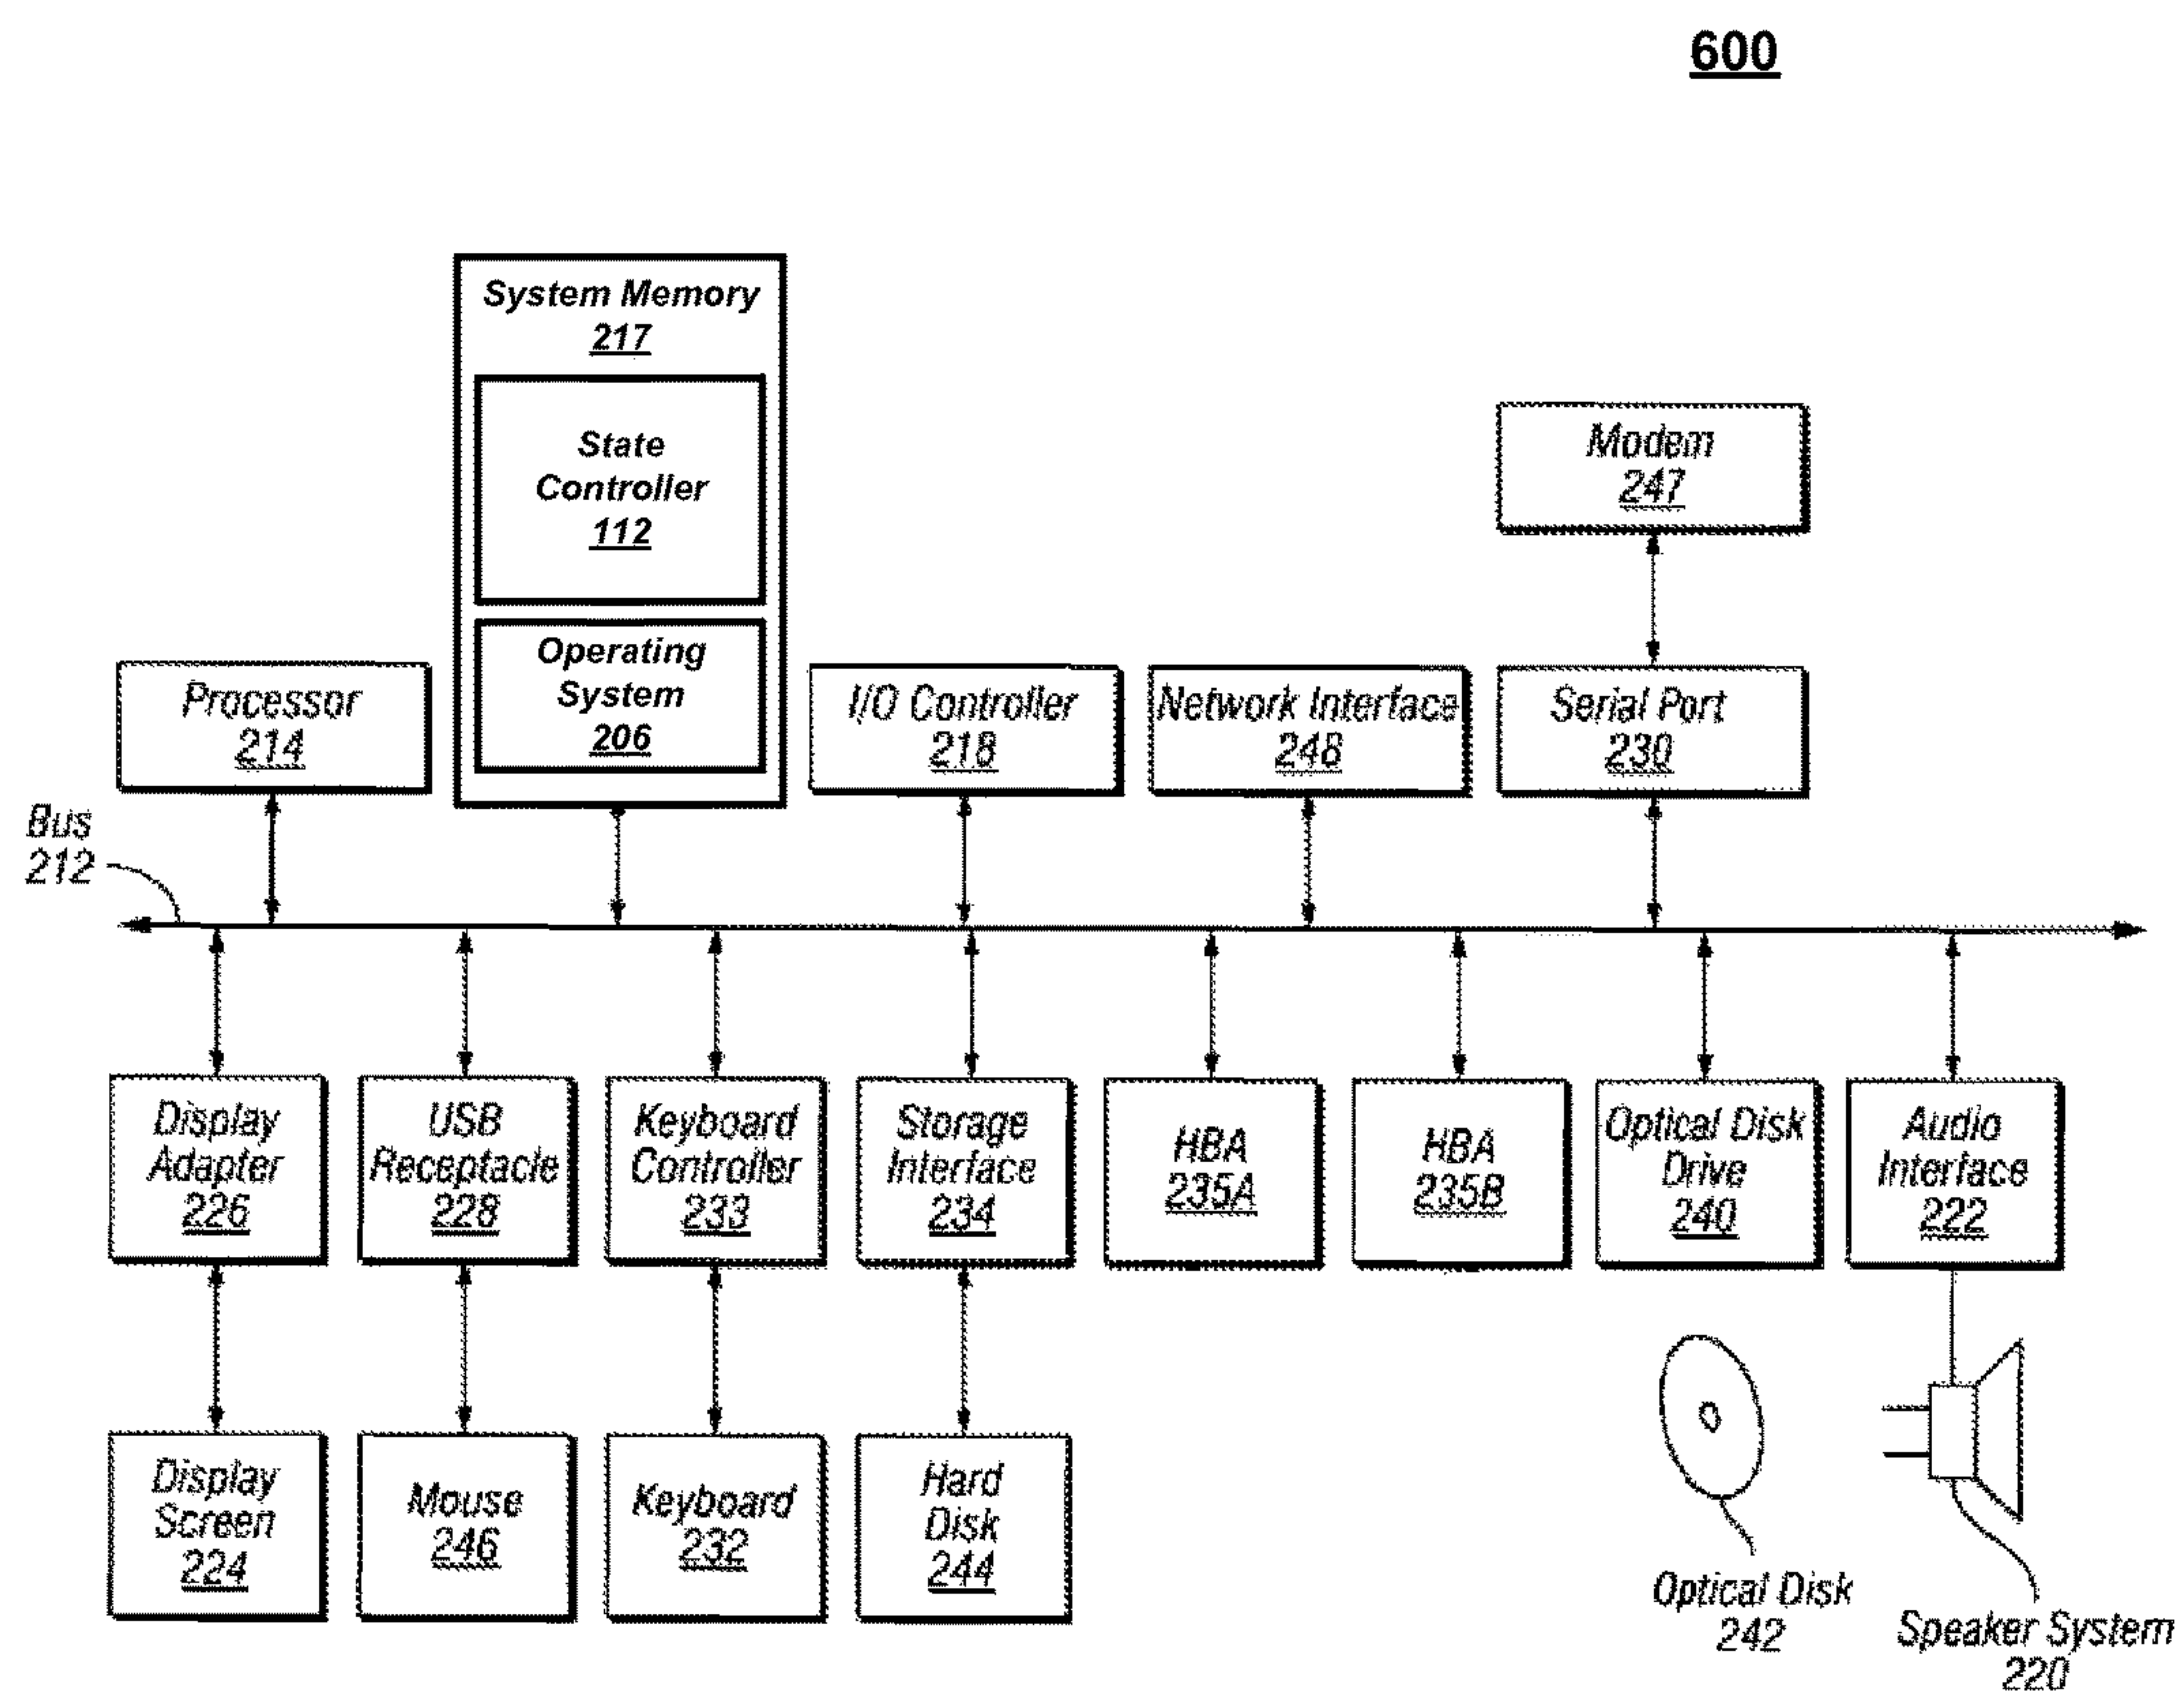 600
System Memory
217
State
Controller
112
Operating
System
206
Modem
247
Processor
214
I/O Controller
218
Network Interface
248
Serial Port
230
Bus
212
Display
Adapter
226
USB
Receptacle
228
Keyboard
Controller
233
Storage
Interface
234
HBA
235A
HBA
235B
Optical Disk
Drive
240
Audio
Interface
222
Display
Screen
224
Mouse
246
Keyboard
232
Hard
Disk
244
Optical Disk
242
Speaker System
220